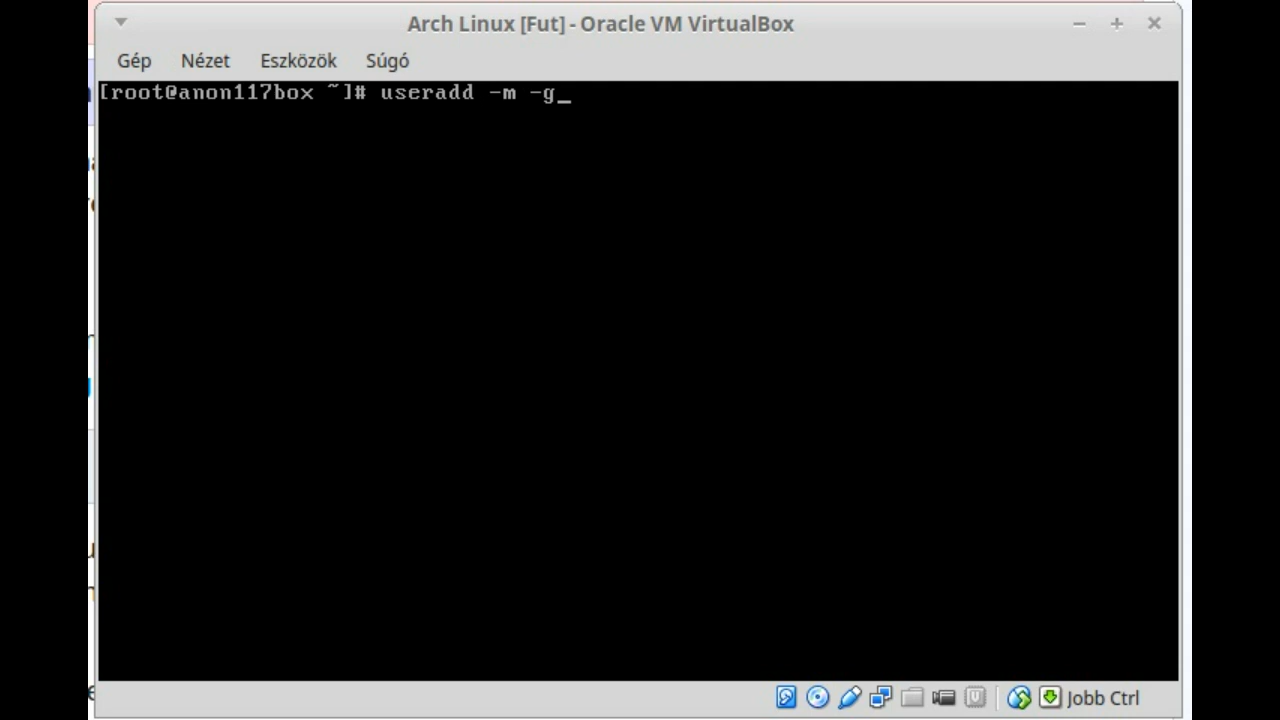 Arch Linux [Fut] - Oracle VM VirtualBox
Gép Nézet Eszközök Súgó
[root@anon117box ~]# useradd -m -g_
Jobb Ctrl